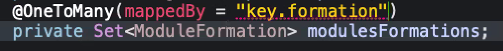 @OneToMany(mappedBy = "key.formation")
private Set<ModuleFormation> modulesFormations;